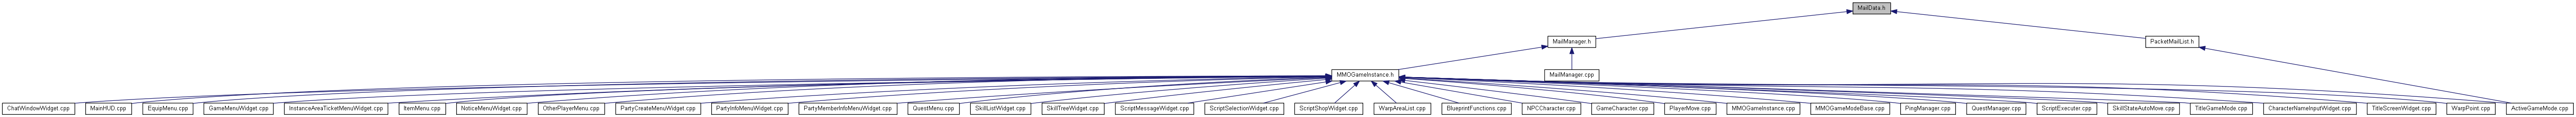 MailData.h
MailManager.h
PacketMailList.h
MMOGameInstance.h
MailManager.cpp
ChatWindowWidget.cpp
MainHUD.cpp
EquipMenu.cpp
GameMenuWidget.cpp
InstanceAreaTicketMenuWidget.cpp
ItemMenu.cpp
NoticeMenuWidget.cpp
OtherPlayerMenu.cpp
PartyCreateMenuWidget.cpp
PartyInfoMenuWidget.cpp
PartyMemberInfoMenuWidget.cpp
QuestMenu.cpp
SkillListWidget.cpp
SkillTreeWidget.cpp
ScriptMessageWidget.cpp
ScriptSelectionWidget.cpp
ScriptShopWidget.cpp
WarpAreaList.cpp
BlueprintFunctions.cpp
NPCCharacter.cpp
GameCharacter.cpp
PlayerMove.cpp
MMOGameInstance.cpp
MMOGameModeBase.cpp
PingManager.cpp
QuestManager.cpp
ScriptExecuter.cpp
SkillStateAutoMove.cpp
TitleGameMode.cpp
CharacterNameInputWidget.cpp
TitleScreenWidget.cpp
WarpPoint.cpp
ActiveGameMode.cpp